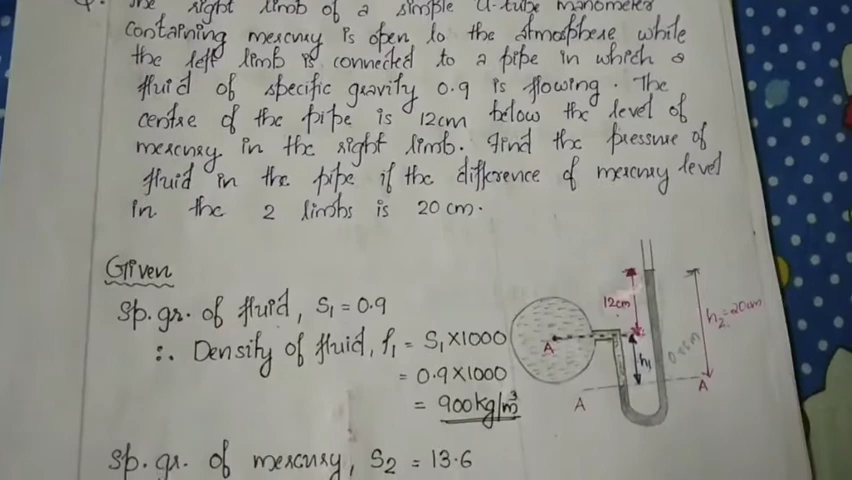 The right limb of a simple U-tube manometer
containing mercury is open to the atmosphere while
the left limb is connected to a pipe in which a
fluid of specific gravity 0.9 is flowing. The
centre of the pipe is 12cm below the level of
mercury in the right limb. Find the pressure of
fluid in the pipe if the difference of mercury level
in the 2 limbs is 20 cm.
Given
Sp. gr. of fluid, S₁ = 0.9
∴ Density of fluid, ρ₁ = S₁ × 1000
= 0.9 × 1000
= 900 kg/m³
Sp. gr. of mercury, S₂ = 13.6
12cm
h₂ = 20cm
A
h₁
A
A